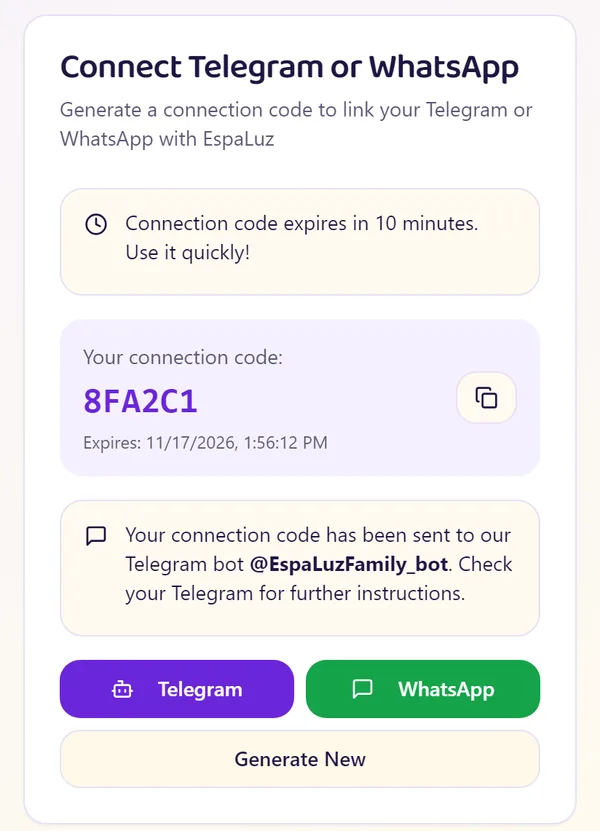 Connect Telegram or WhatsApp
Generate a connection code to link your Telegram or
WhatsApp with EspaLuz
Connection code expires in 10 minutes.
Use it quickly!
Your connection code:
8FA2C1
Expires: 11/17/2026, 1:56:12 PM
Your connection code has been sent to our
Telegram bot @EspaLuzFamily_bot. Check
your Telegram for further instructions.
Telegram
WhatsApp
Generate New